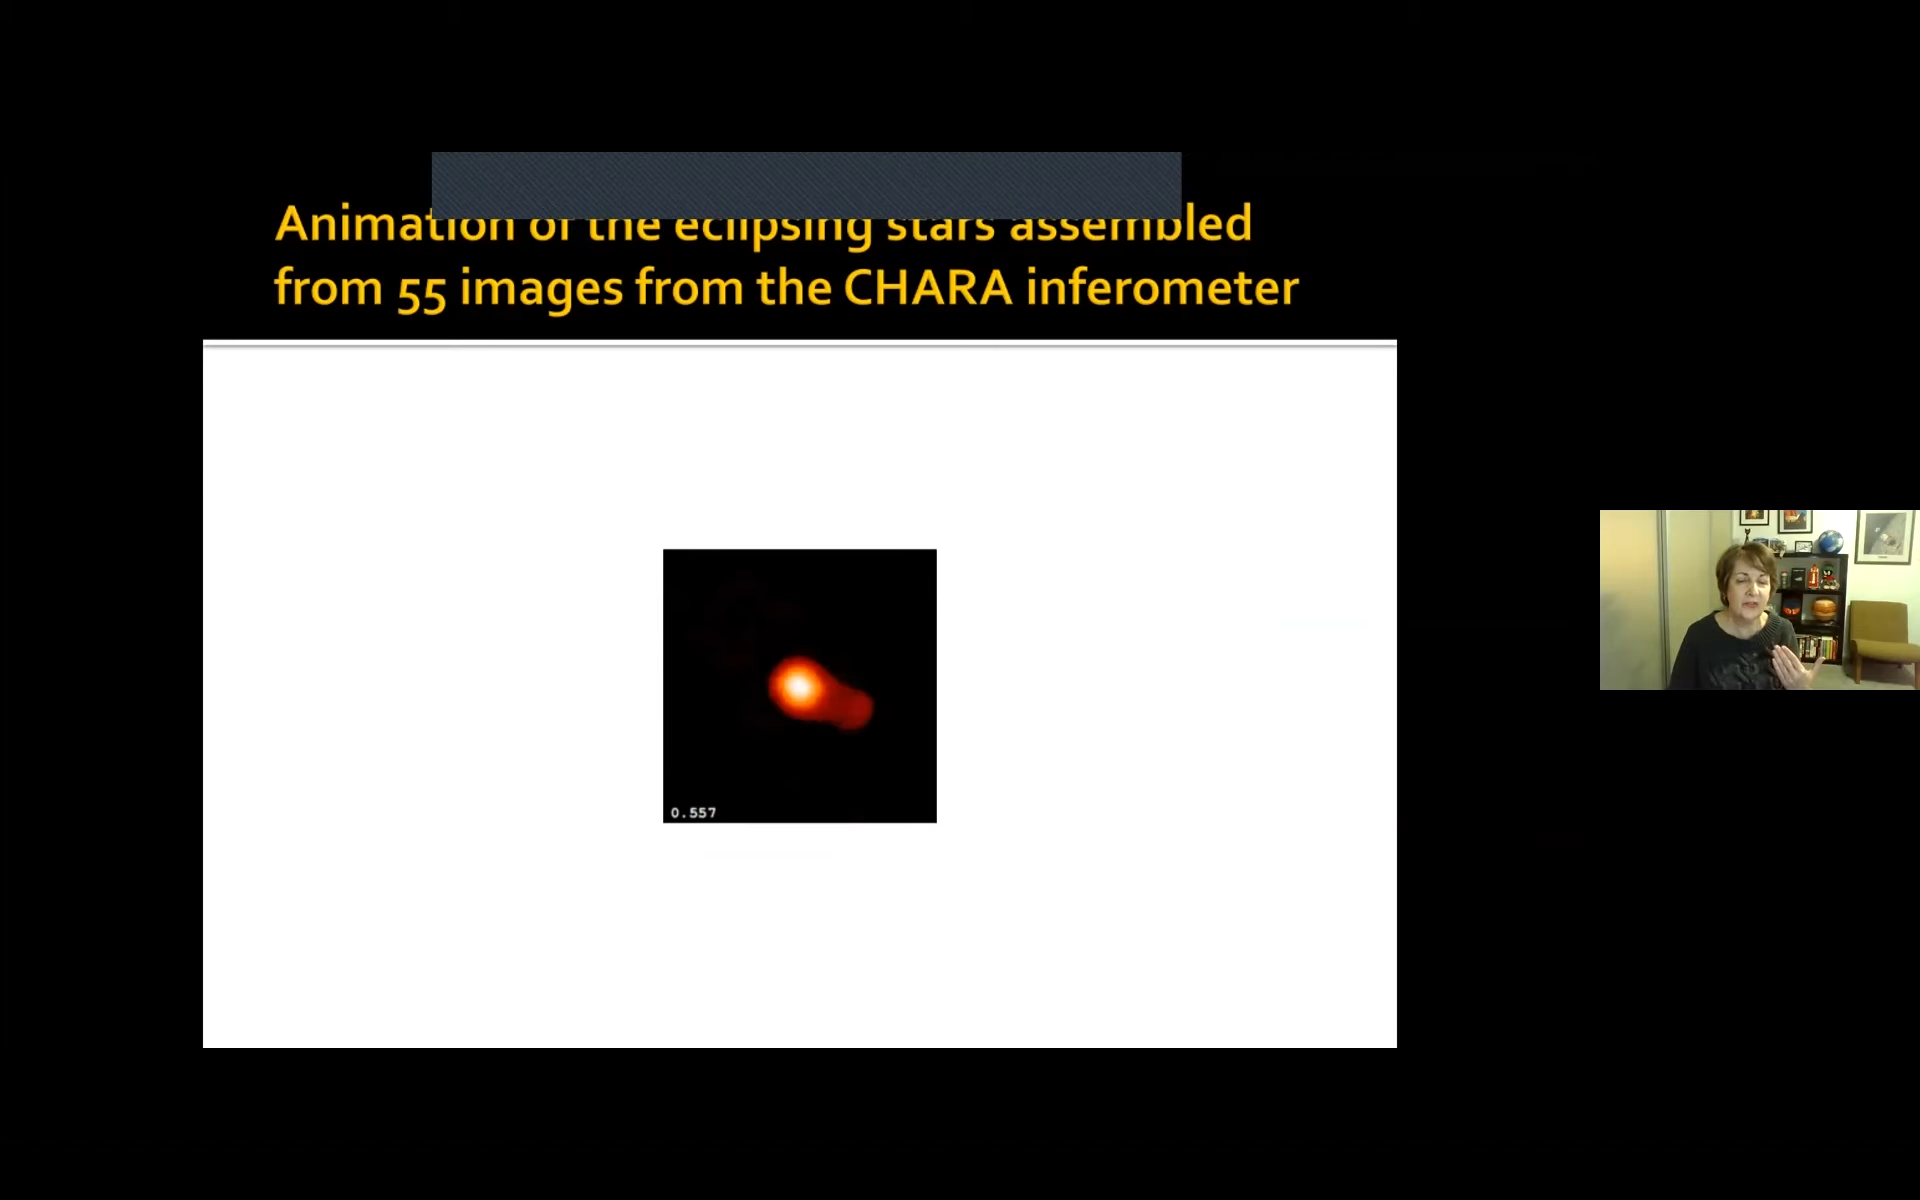 Animation of the eclipsing stars assembled
from 55 images from the CHARA inferometer
0.557